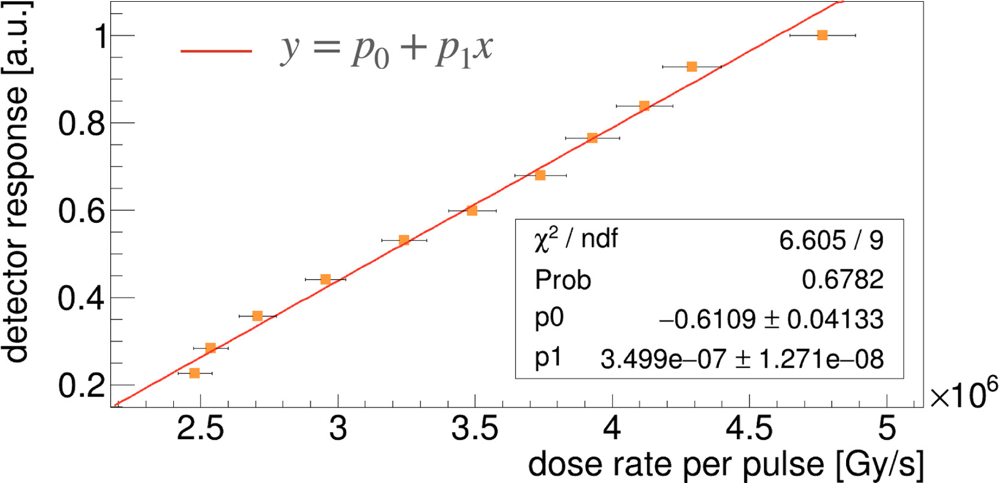 detector response [a.u.]
1
0.8
0.6
0.4
0.2
y = p₀ + p₁x
χ² / ndf 6.605 / 9
Prob 0.6782
p0 −0.6109 ± 0.04133
p1 3.499e−07 ± 1.271e−08
2.5 3 3.5 4 4.5 5
×10⁶
dose rate per pulse [Gy/s]